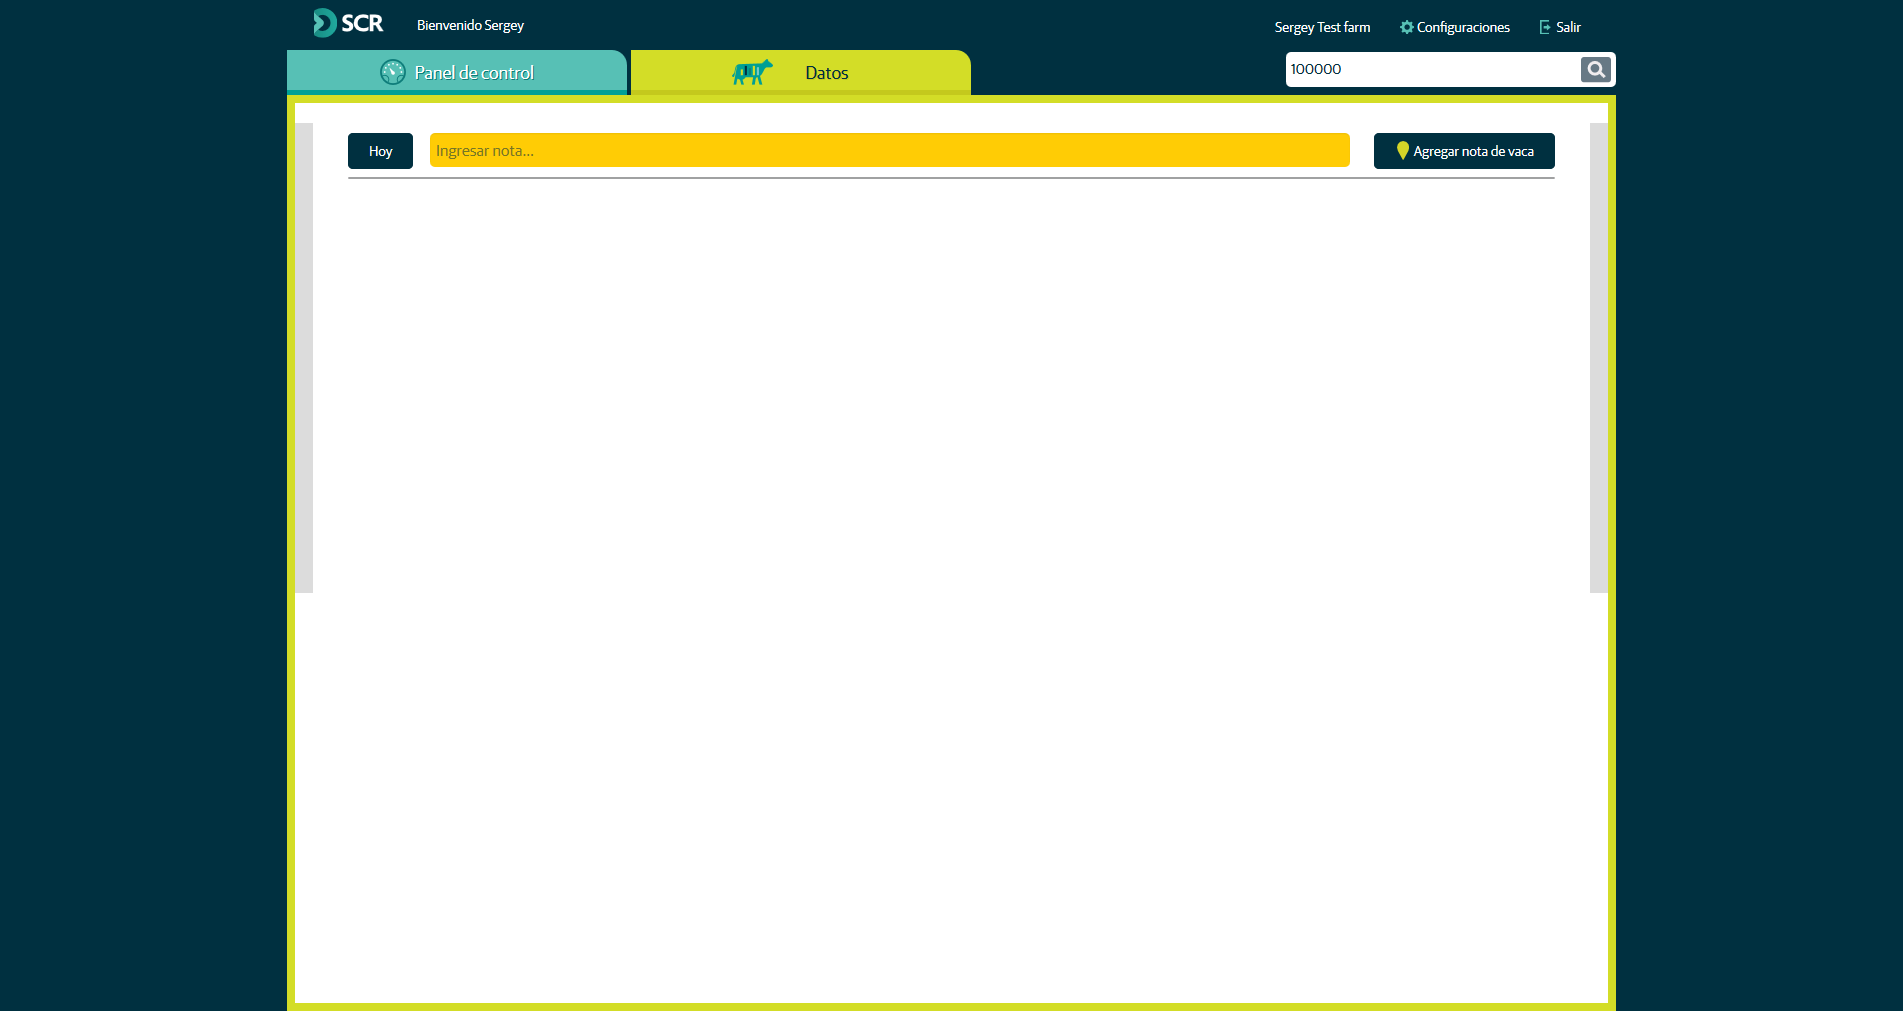 SCR
Bienvenido Sergey
Sergey Test farm
Configuraciones
Salir
Panel de control
Datos
100000
Hoy
Ingresar nota...
Agregar nota de vaca